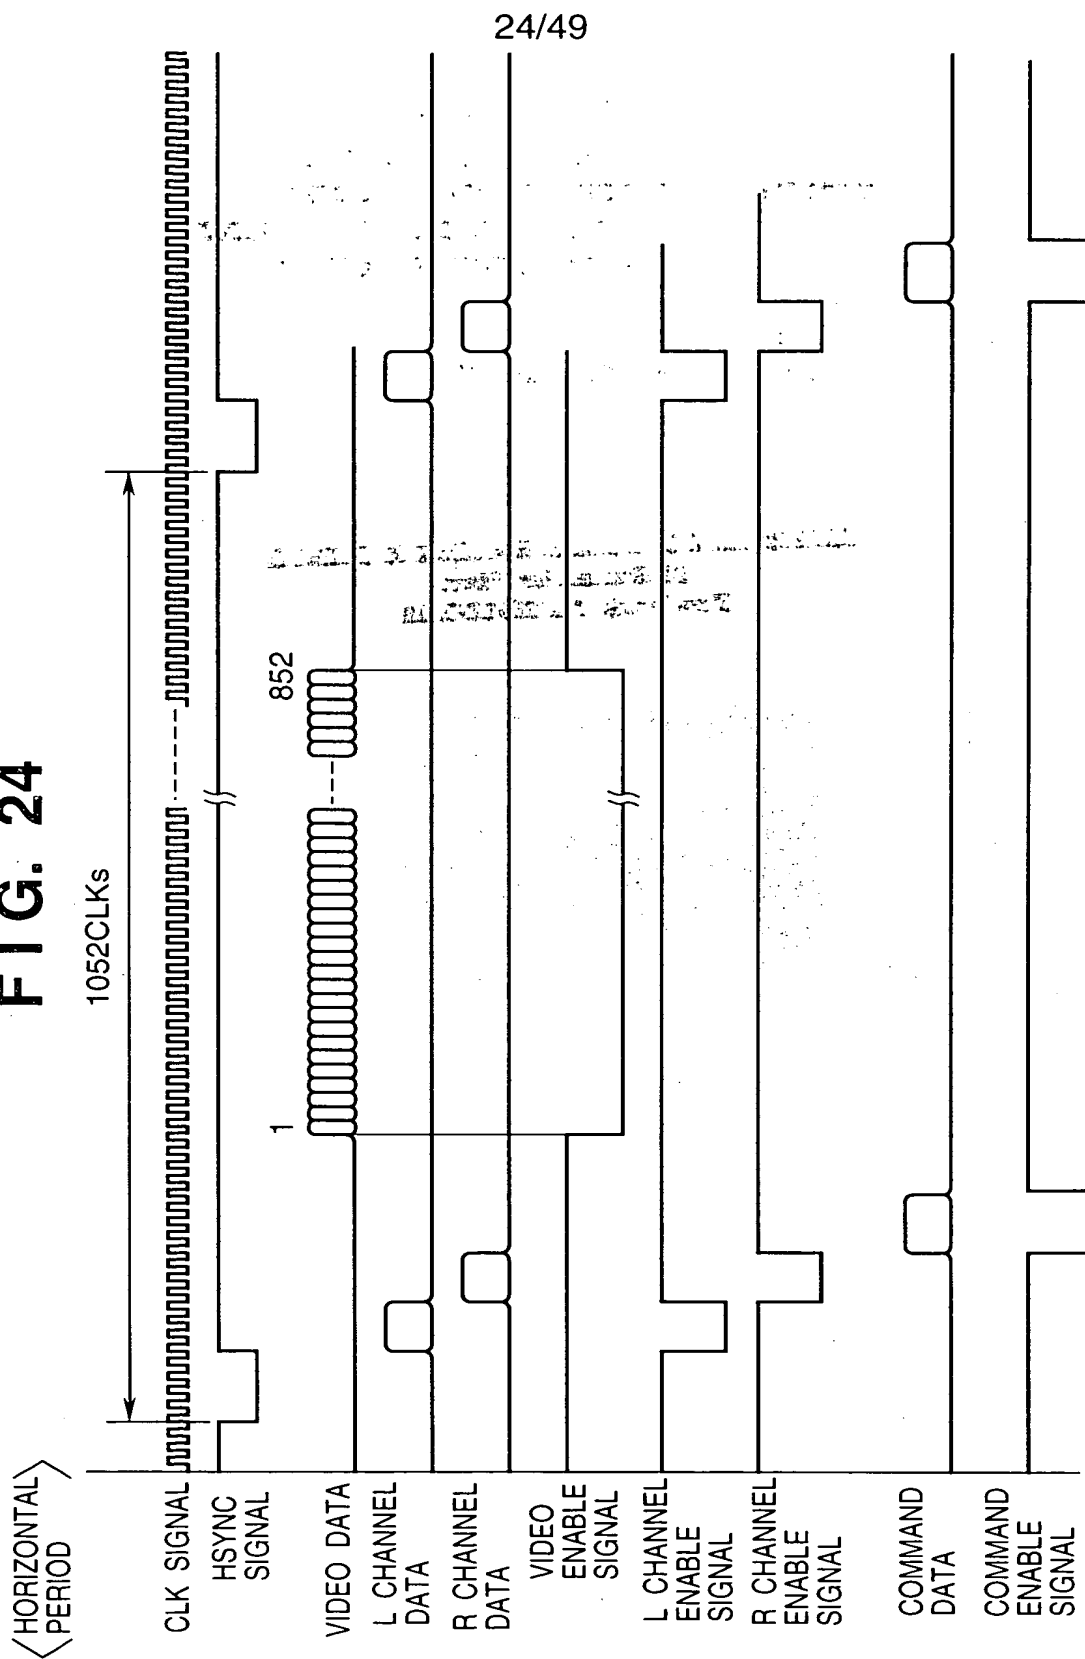 24/49
FIG. 24
〈HORIZONTAL
PERIOD〉
1052CLKs
CLK SIGNAL
HSYNC
SIGNAL
1
852
VIDEO DATA
L CHANNEL
DATA
R CHANNEL
DATA
VIDEO
ENABLE
SIGNAL
L CHANNEL
ENABLE
SIGNAL
R CHANNEL
ENABLE
SIGNAL
COMMAND
DATA
COMMAND
ENABLE
SIGNAL